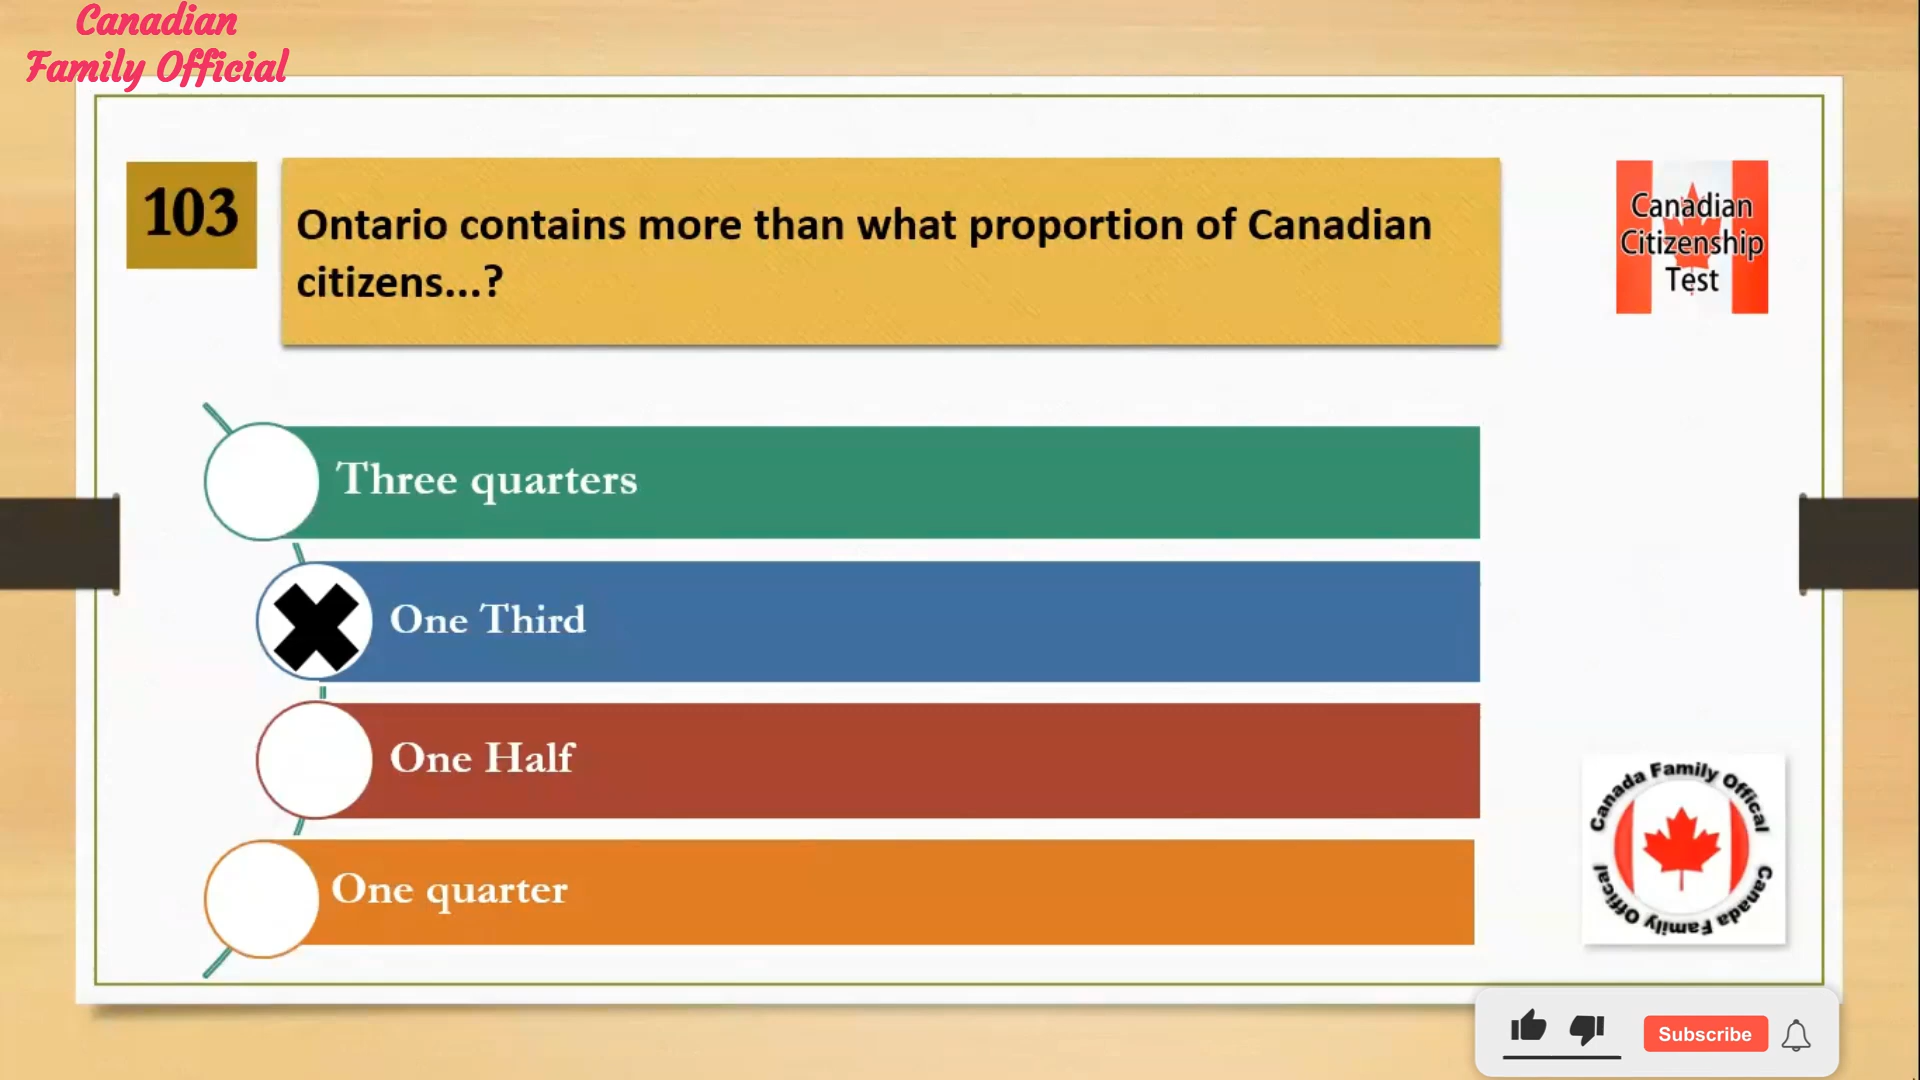 Canadian
Family Official
103
Ontario contains more than what proportion of Canadian
citizens...?
Canadian
Citizenship
Test
Three quarters
One Third
One Half
One quarter
Canada Family Offical
Canada Family Offical
Subscribe